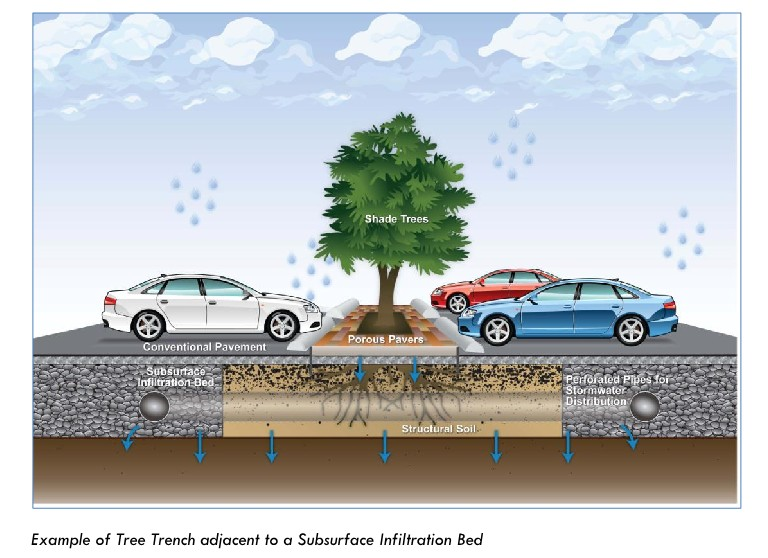 Shade Trees
Porous Pavers
Conventional Pavement
Subsurface
Infiltration Bed
Perforated Pipes for
Stormwater
Distribution
Structural Soil
Example of Tree Trench adjacent to a Subsurface Infiltration Bed